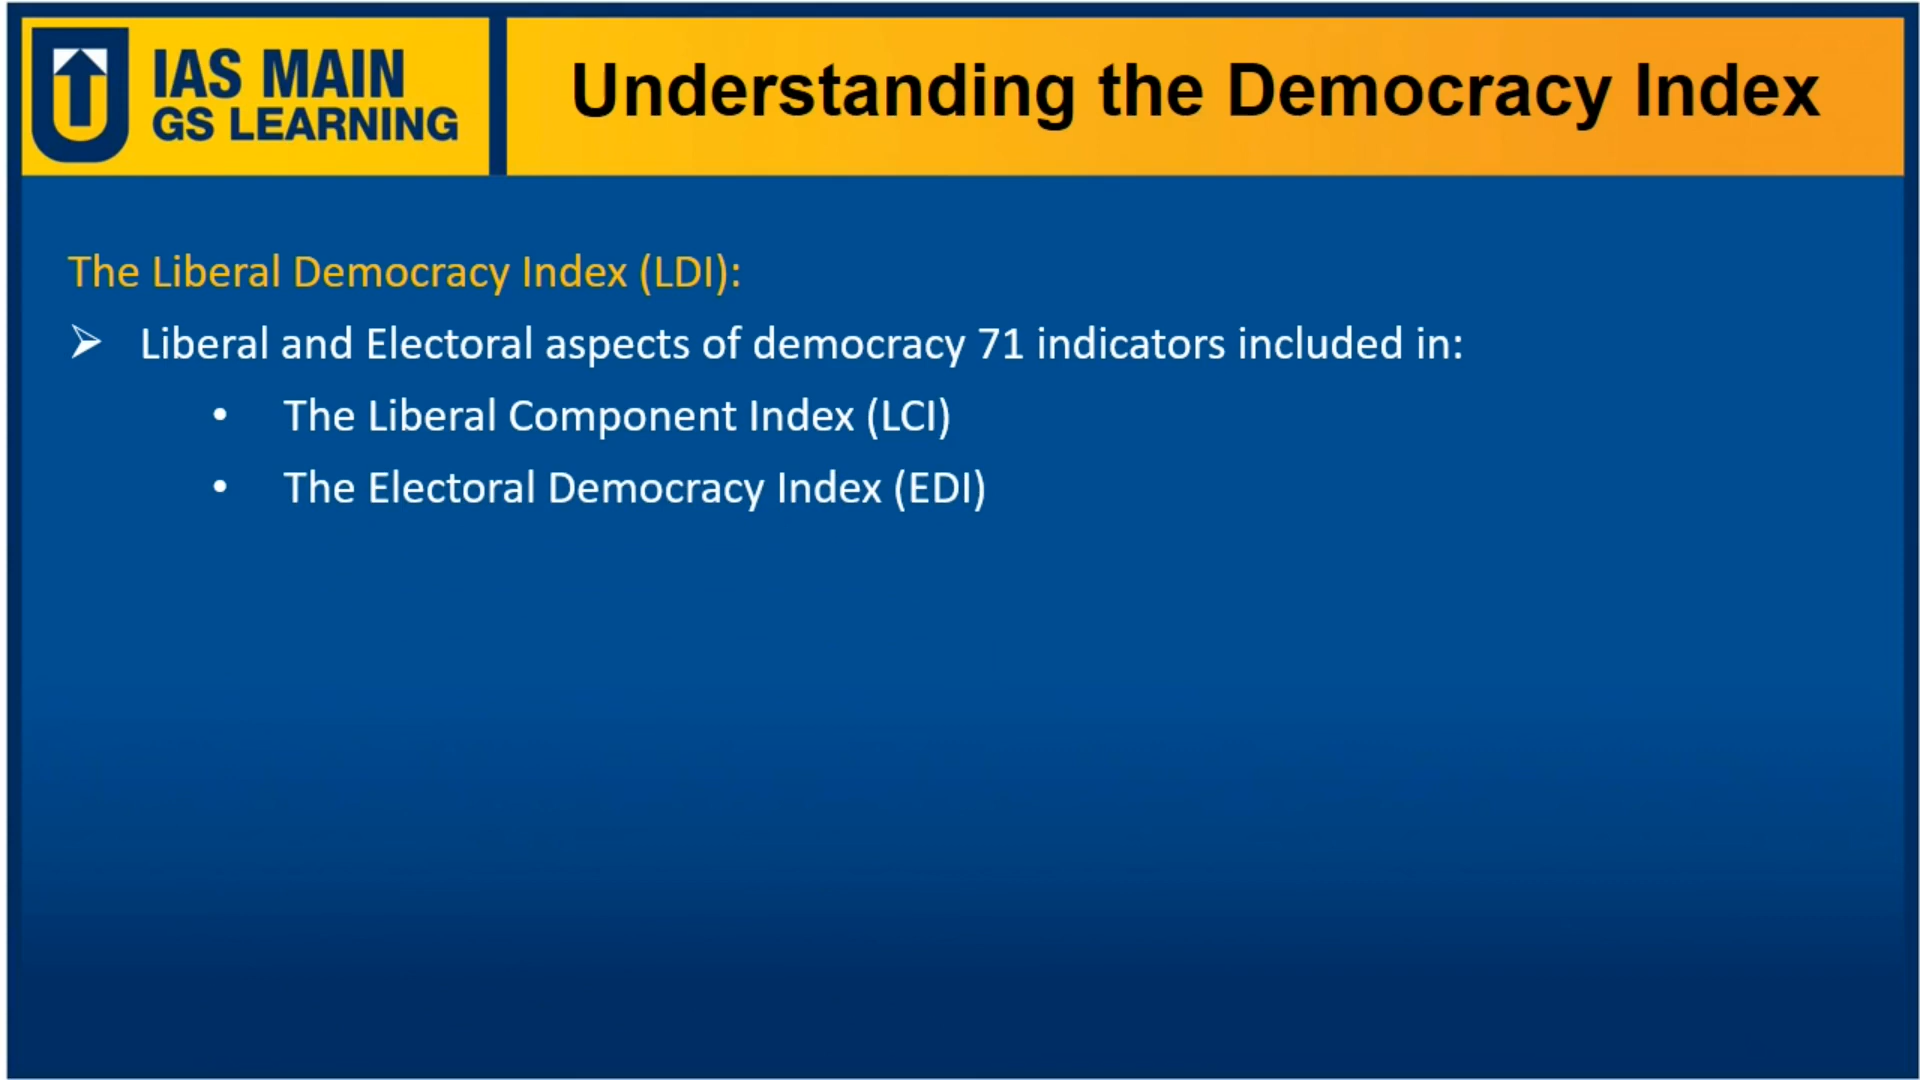 IAS MAIN
GS LEARNING
Understanding the Democracy Index
The Liberal Democracy Index (LDI):
➢ Liberal and Electoral aspects of democracy 71 indicators included in:
• The Liberal Component Index (LCI)
• The Electoral Democracy Index (EDI)